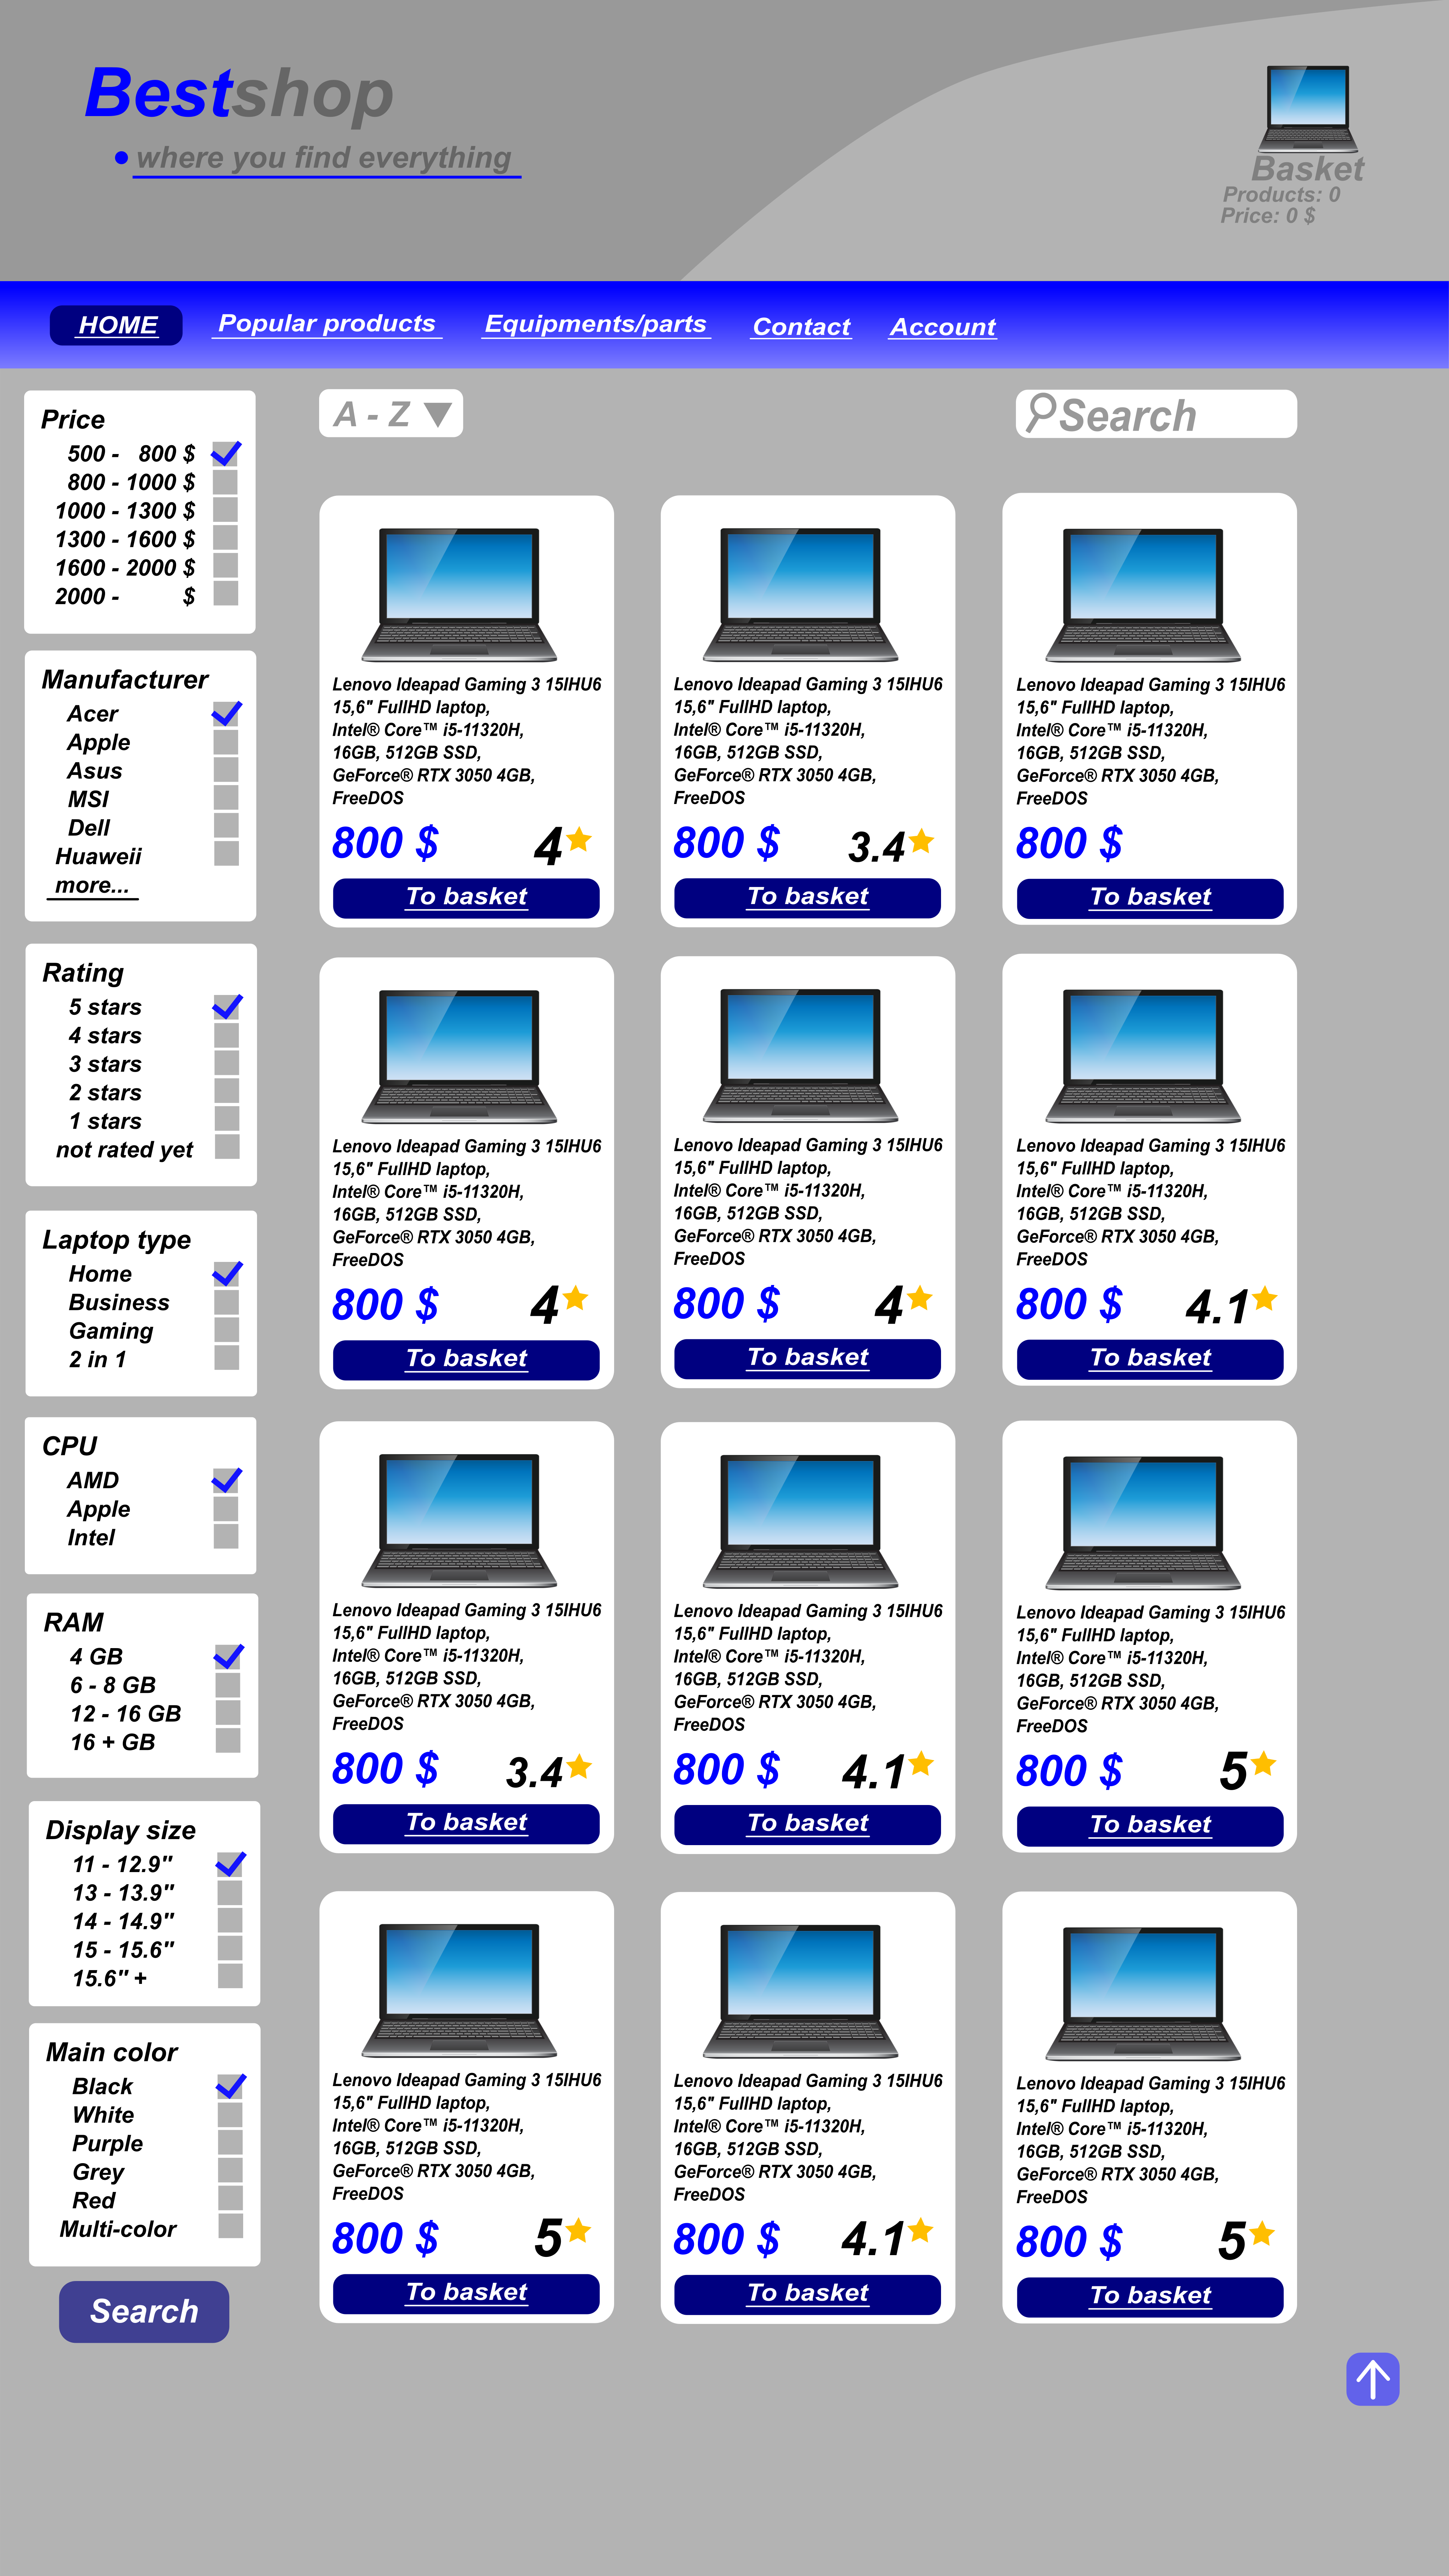 Bestshop
where you find everything
Basket
Products: 0
Price: 0 $
HOME
Popular products
Equipments/parts
Contact
Account
Price
500 - 800 $
800 - 1000 $
1000 - 1300 $
1300 - 1600 $
1600 - 2000 $
2000 - $
Manufacturer
Acer
Apple
Asus
MSI
Dell
Huaweii
more...
Rating
5 stars
4 stars
3 stars
2 stars
1 stars
not rated yet
Laptop type
Home
Business
Gaming
2 in 1
CPU
AMD
Apple
Intel
RAM
4 GB
6 - 8 GB
12 - 16 GB
16 + GB
Display size
11 - 12.9"
13 - 13.9"
14 - 14.9"
15 - 15.6"
15.6" +
Main color
Black
White
Purple
Grey
Red
Multi-color
Search
A - Z
Search
Lenovo Ideapad Gaming 3 15IHU6
15,6" FullHD laptop,
Intel® Core™ i5-11320H,
16GB, 512GB SSD,
GeForce® RTX 3050 4GB,
FreeDOS
800 $ 4
To basket
Lenovo Ideapad Gaming 3 15IHU6
15,6" FullHD laptop,
Intel® Core™ i5-11320H,
16GB, 512GB SSD,
GeForce® RTX 3050 4GB,
FreeDOS
800 $ 3.4
To basket
Lenovo Ideapad Gaming 3 15IHU6
15,6" FullHD laptop,
Intel® Core™ i5-11320H,
16GB, 512GB SSD,
GeForce® RTX 3050 4GB,
FreeDOS
800 $
To basket
Lenovo Ideapad Gaming 3 15IHU6
15,6" FullHD laptop,
Intel® Core™ i5-11320H,
16GB, 512GB SSD,
GeForce® RTX 3050 4GB,
FreeDOS
800 $ 4
To basket
Lenovo Ideapad Gaming 3 15IHU6
15,6" FullHD laptop,
Intel® Core™ i5-11320H,
16GB, 512GB SSD,
GeForce® RTX 3050 4GB,
FreeDOS
800 $ 4
To basket
Lenovo Ideapad Gaming 3 15IHU6
15,6" FullHD laptop,
Intel® Core™ i5-11320H,
16GB, 512GB SSD,
GeForce® RTX 3050 4GB,
FreeDOS
800 $ 4.1
To basket
Lenovo Ideapad Gaming 3 15IHU6
15,6" FullHD laptop,
Intel® Core™ i5-11320H,
16GB, 512GB SSD,
GeForce® RTX 3050 4GB,
FreeDOS
800 $ 3.4
To basket
Lenovo Ideapad Gaming 3 15IHU6
15,6" FullHD laptop,
Intel® Core™ i5-11320H,
16GB, 512GB SSD,
GeForce® RTX 3050 4GB,
FreeDOS
800 $ 4.1
To basket
Lenovo Ideapad Gaming 3 15IHU6
15,6" FullHD laptop,
Intel® Core™ i5-11320H,
16GB, 512GB SSD,
GeForce® RTX 3050 4GB,
FreeDOS
800 $ 5
To basket
Lenovo Ideapad Gaming 3 15IHU6
15,6" FullHD laptop,
Intel® Core™ i5-11320H,
16GB, 512GB SSD,
GeForce® RTX 3050 4GB,
FreeDOS
800 $ 5
To basket
Lenovo Ideapad Gaming 3 15IHU6
15,6" FullHD laptop,
Intel® Core™ i5-11320H,
16GB, 512GB SSD,
GeForce® RTX 3050 4GB,
FreeDOS
800 $ 4.1
To basket
Lenovo Ideapad Gaming 3 15IHU6
15,6" FullHD laptop,
Intel® Core™ i5-11320H,
16GB, 512GB SSD,
GeForce® RTX 3050 4GB,
FreeDOS
800 $ 5
To basket